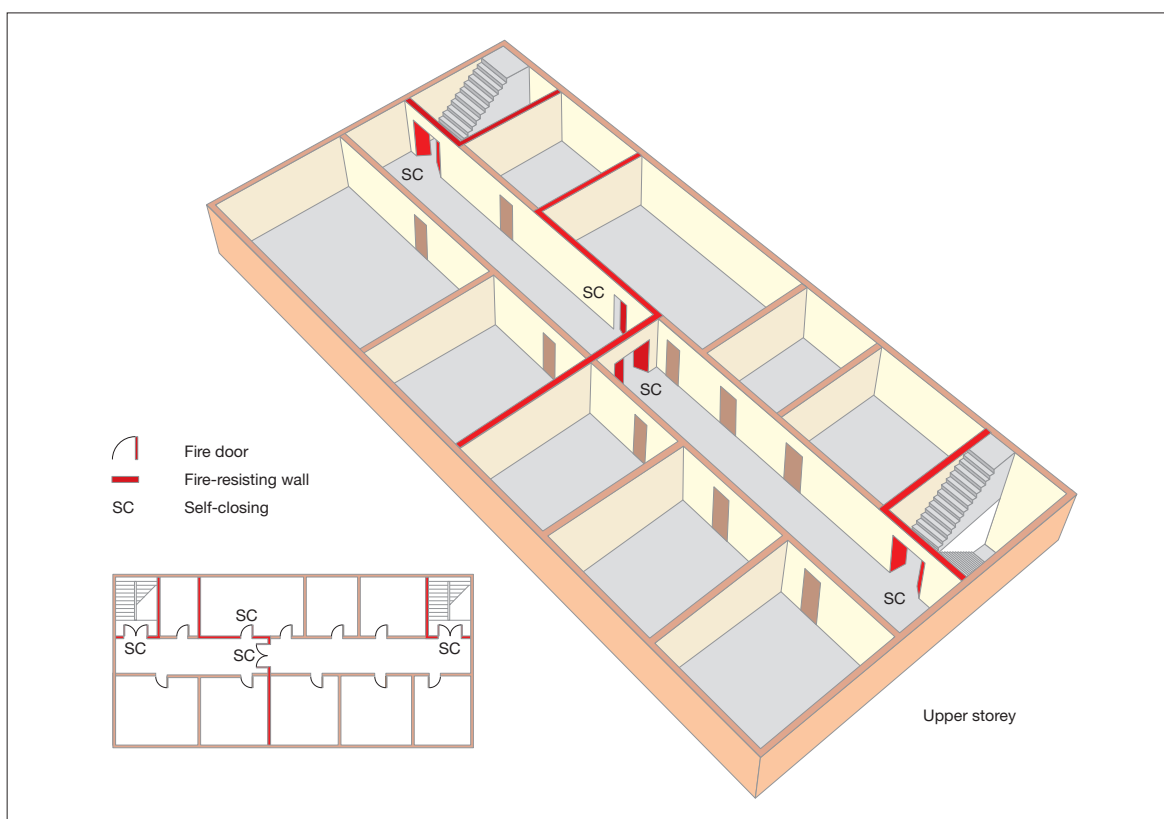 SC
SC
SC
SC
Fire door
Fire-resisting wall
SC Self-closing
SC
SC
SC
SC
Upper storey